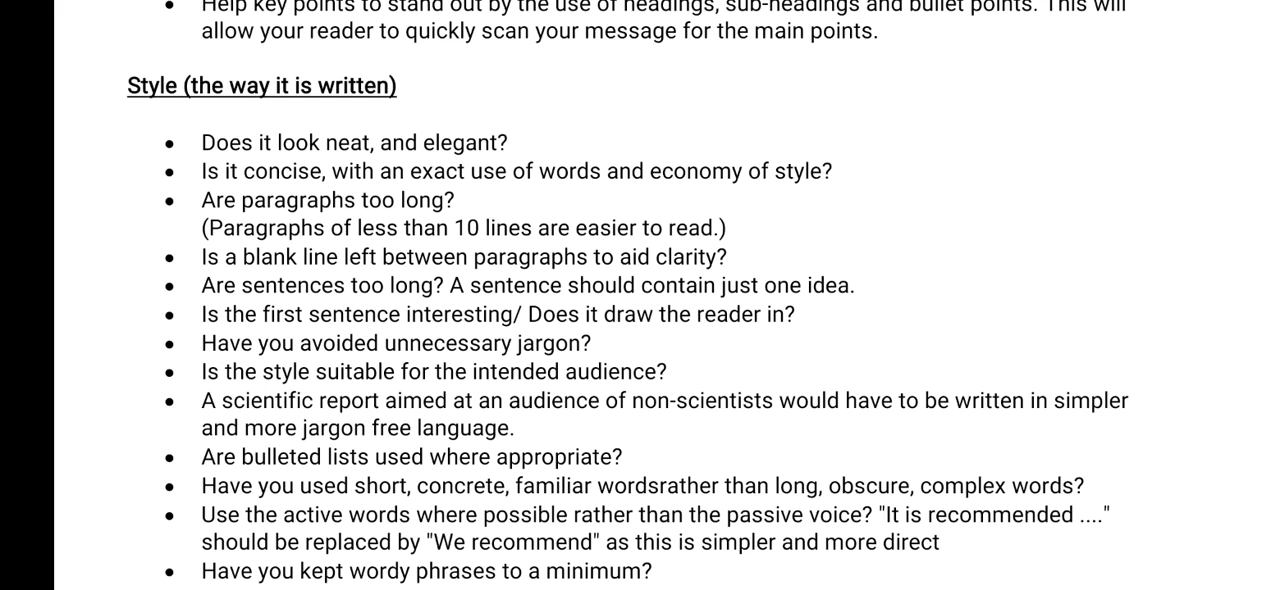 Help key points to stand out by the use of headings, sub-headings and bullet points. This will
allow your reader to quickly scan your message for the main points.
Style (the way it is written)
• Does it look neat, and elegant?
• Is it concise, with an exact use of words and economy of style?
• Are paragraphs too long?
(Paragraphs of less than 10 lines are easier to read.)
• Is a blank line left between paragraphs to aid clarity?
• Are sentences too long? A sentence should contain just one idea.
• Is the first sentence interesting/ Does it draw the reader in?
• Have you avoided unnecessary jargon?
• Is the style suitable for the intended audience?
• A scientific report aimed at an audience of non-scientists would have to be written in simpler
and more jargon free language.
• Are bulleted lists used where appropriate?
• Have you used short, concrete, familiar wordsrather than long, obscure, complex words?
• Use the active words where possible rather than the passive voice? "It is recommended ...."
should be replaced by "We recommend" as this is simpler and more direct
• Have you kept wordy phrases to a minimum?